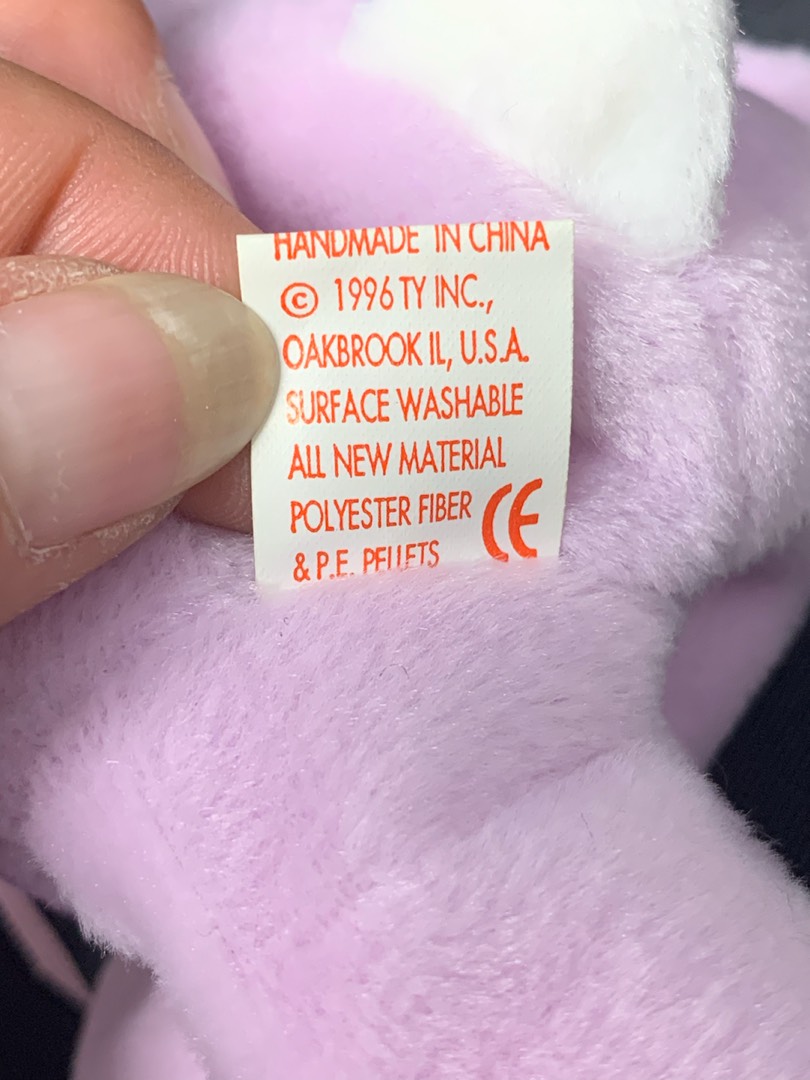 HANDMADE IN CHINA
© 1996 TY INC.,
OAKBROOK IL, U.S.A.
SURFACE WASHABLE
ALL NEW MATERIAL
POLYESTER FIBER
& P.E. PELLETS CE